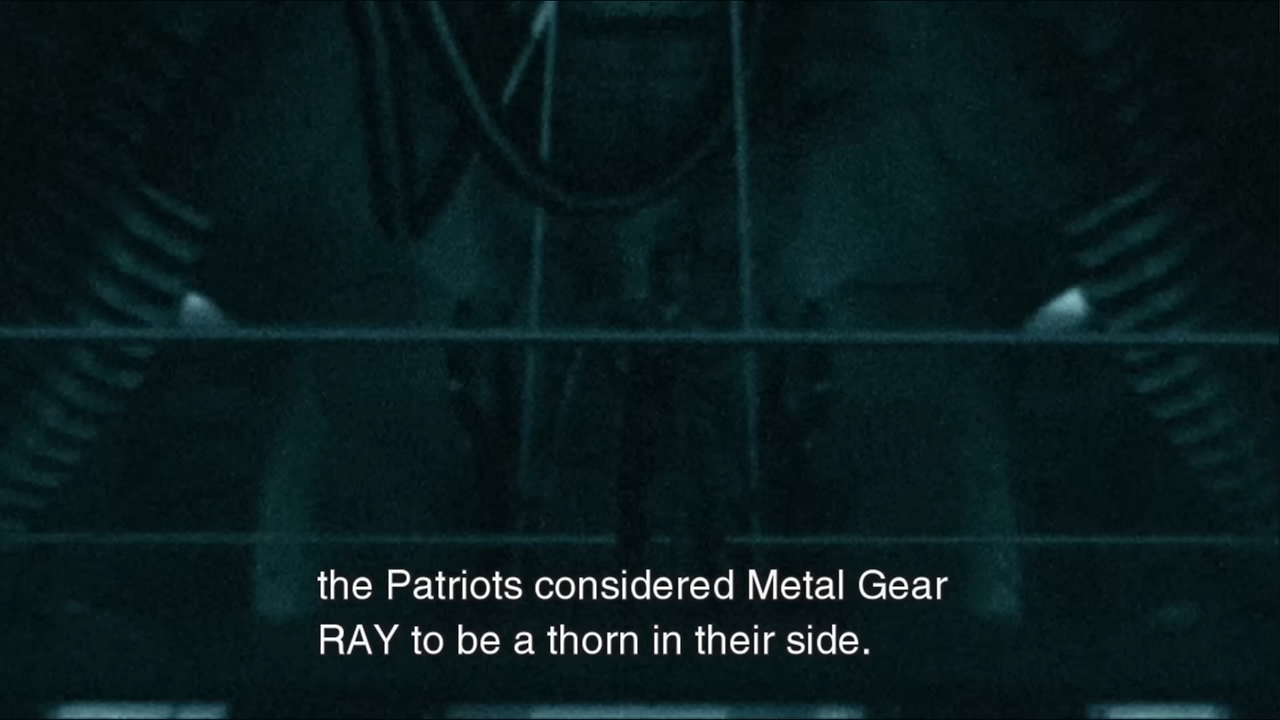 the Patriots considered Metal Gear
RAY to be a thorn in their side.